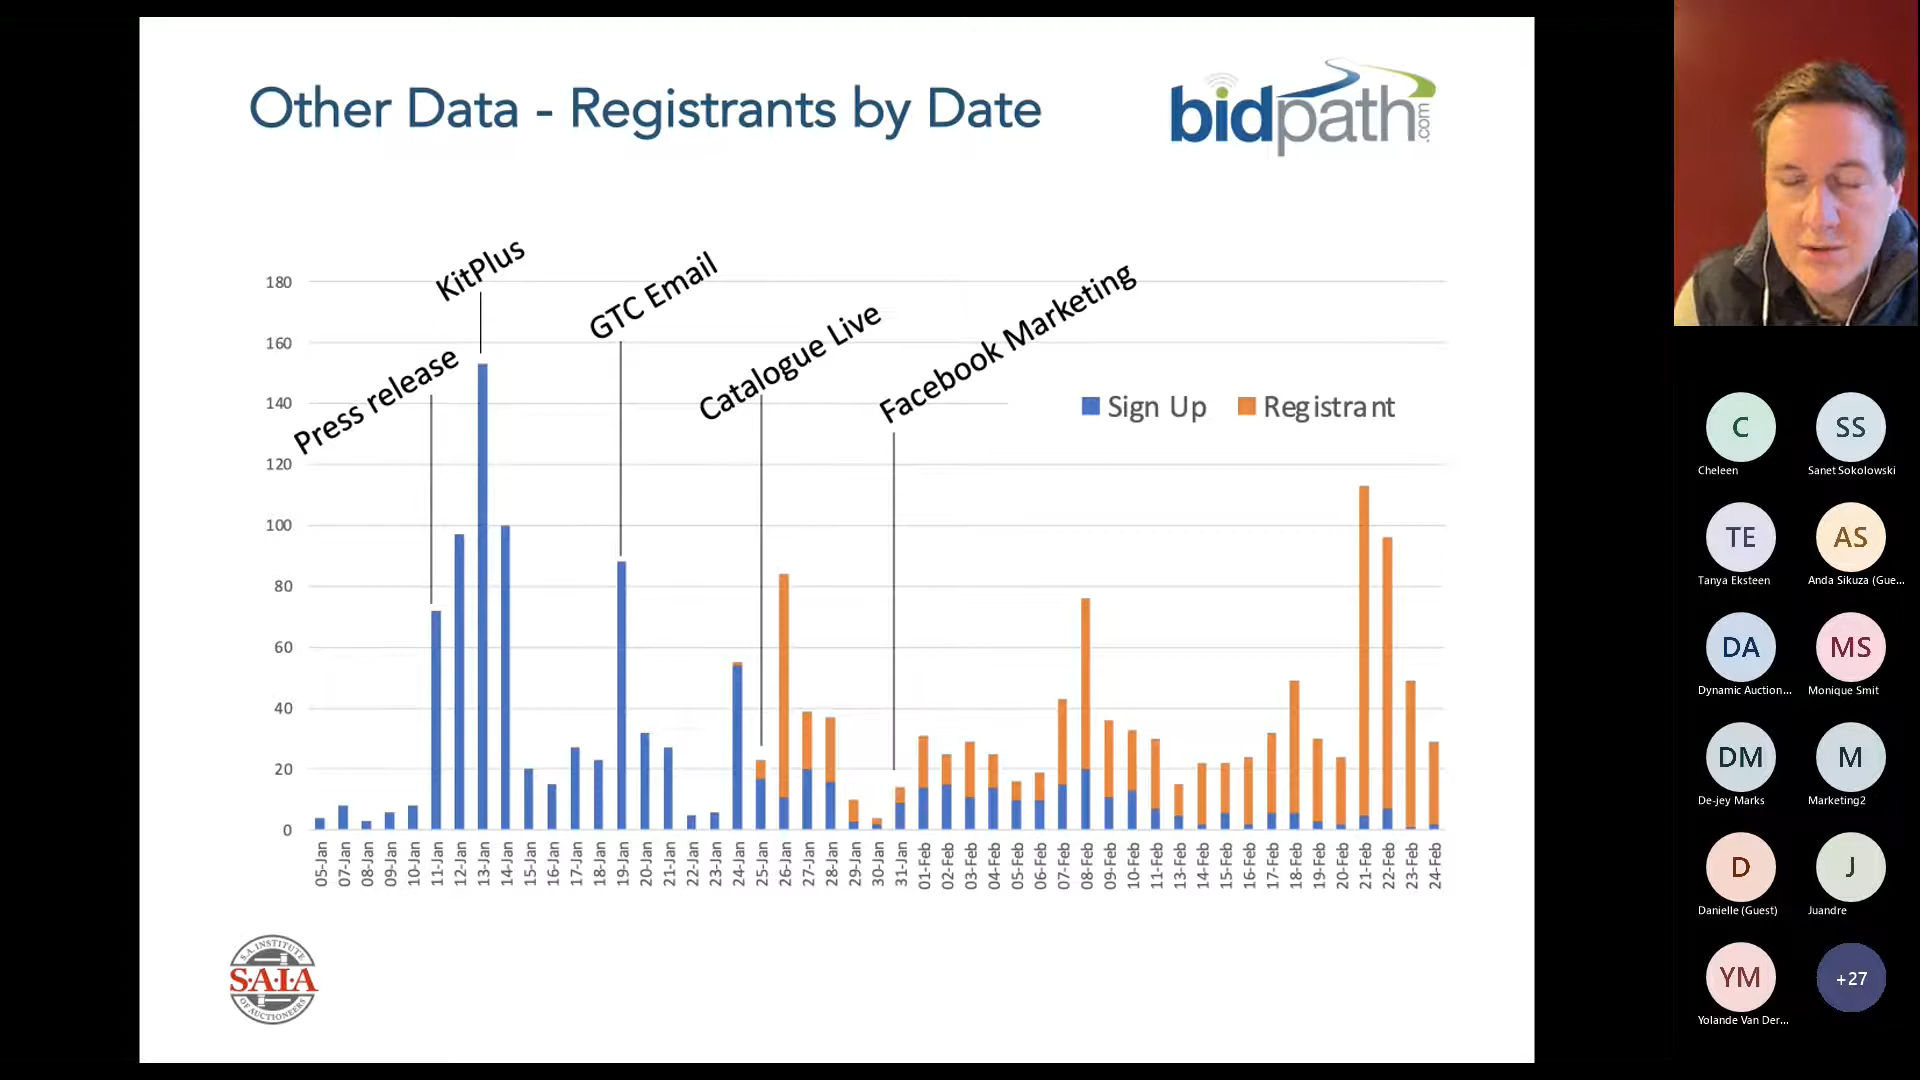 Other Data - Registrants by Date
bidpath.com
KitPlus
GTC Email
Catalogue Live
Facebook Marketing
Press release
Sign Up Registrant
180
160
140
120
100
80
60
40
20
0
05-Jan 07-Jan 08-Jan 09-Jan 10-Jan 11-Jan 12-Jan 13-Jan 14-Jan 15-Jan 16-Jan 17-Jan 18-Jan 19-Jan 20-Jan 21-Jan 22-Jan 23-Jan 24-Jan 25-Jan 26-Jan 27-Jan 28-Jan 29-Jan 30-Jan 31-Jan 01-Feb 02-Feb 03-Feb 04-Feb 05-Feb 06-Feb 07-Feb 08-Feb 09-Feb 10-Feb 11-Feb 13-Feb 14-Feb 15-Feb 16-Feb 17-Feb 18-Feb 19-Feb 20-Feb 21-Feb 22-Feb 23-Feb 24-Feb
S.A. INSTITUTE
S·A·I·A
OF AUCTIONEERS
C SS
Cheleen Sanet Sokolowski
TE AS
Tanya Eksteen Anda Sikuza (Gue...
DA MS
Dynamic Auction... Monique Smit
DM M
De-jey Marks Marketing2
D J
Danielle (Guest) Juandre
YM +27
Yolande Van Der...